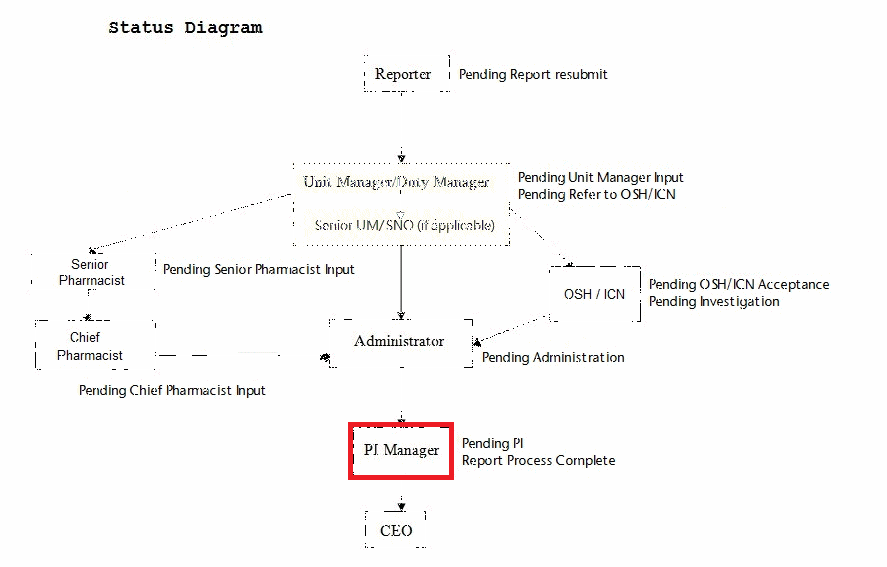 Status Diagram
Reporter
Pending Report resubmit
Unit Manager/Duty Manager
Pending Unit Manager Input
Pending Refer to OSH/ICN
Senior UM/SNO (if applicable)
Senior
Pharmacist
Pending Senior Pharmacist Input
OSH / ICN
Pending OSH/ICN Acceptance
Pending Investigation
Chief
Pharmacist
Administrator
Pending Administration
Pending Chief Pharmacist Input
PI Manager
Pending PI
Report Process Complete
CEO